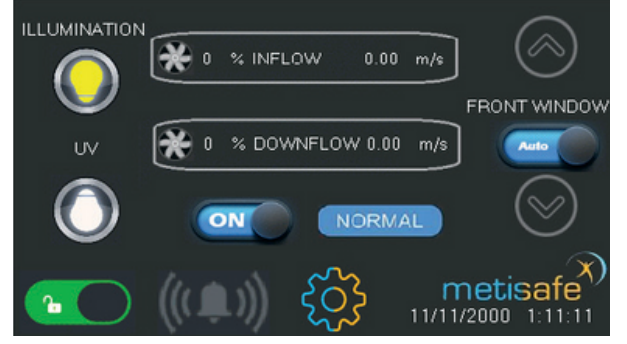 ILLUMINATION
0 % INFLOW 0.00 m/s
FRONT WINDOW
UV
0 % DOWNFLOW 0.00 m/s
Auto
ON
NORMAL
metisafe
11/11/2000 1:11:11